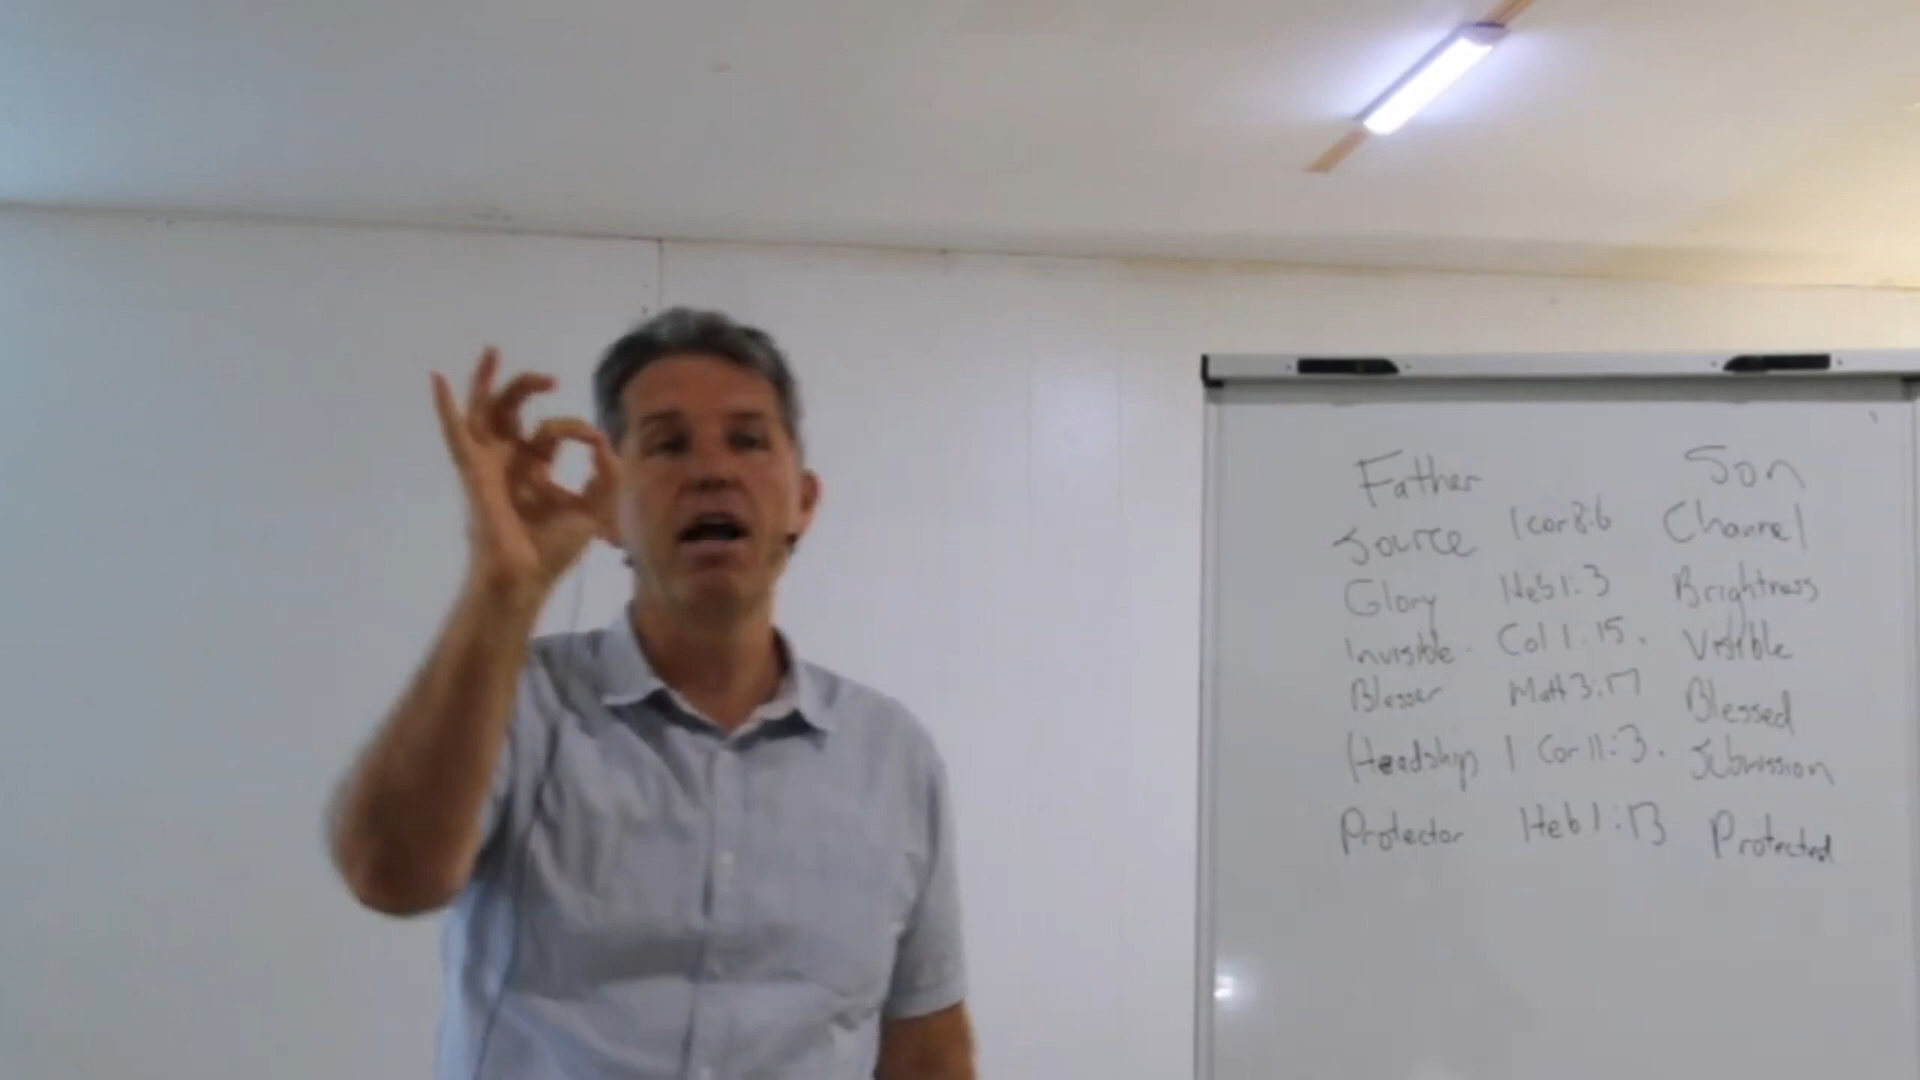 Father Son
Source 1 cor 8:6 Channel
Glory Heb 1:3 Brightness
Invisible - Col 1:15. Visible
Blesser Matt 3:17 Blessed
Headship 1 Cor 11:3. Submission
Protector Heb 1:13 Protected